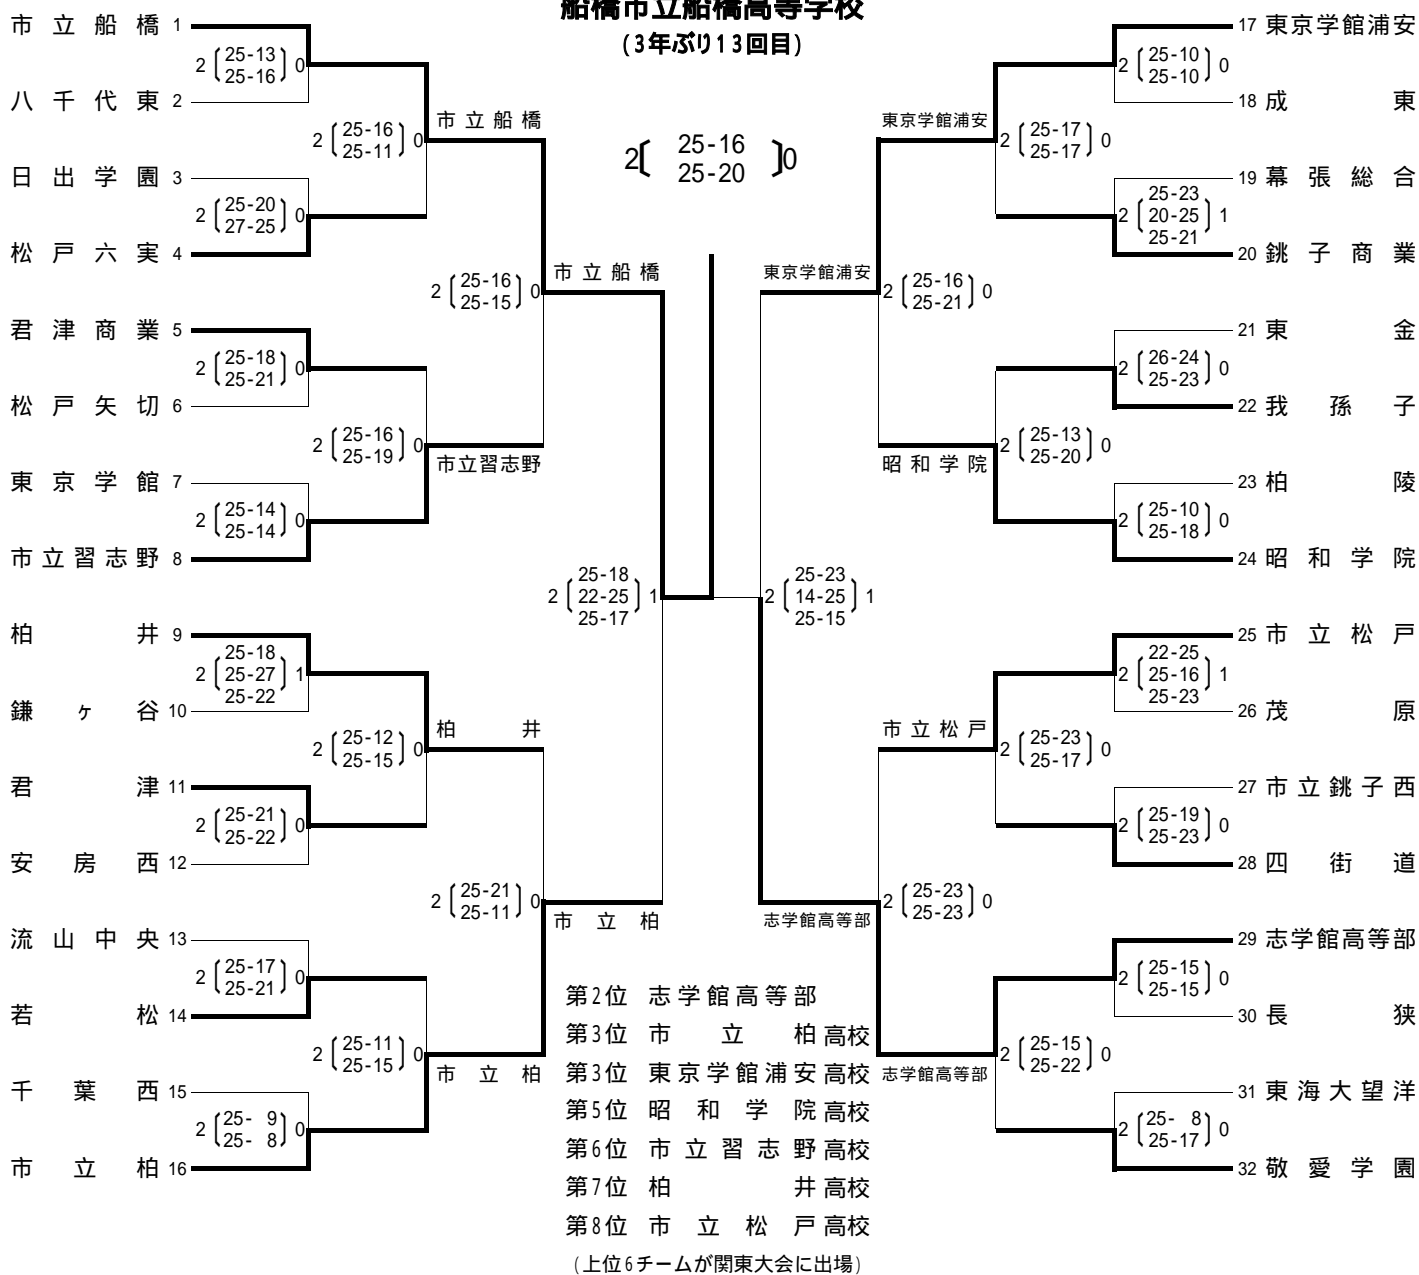 船橋市立船橋高等学校
(3年ぶり13回目)
2 25-16 0
25-20
市立船橋 1
2 25-13 0
25-16
八千代東 2
2 25-16 0
25-11
市立船橋
日出学園 3
2 25-20 0
27-25
松戸六実 4
2 25-16 0
25-15
市立船橋
君津商業 5
2 25-18 0
25-21
松戸矢切 6
2 25-16 0
25-19
市立習志野
東京学館 7
2 25-14 0
25-14
市立習志野 8
2 25-18 1
22-25
25-17
柏井 9
2 25-18 1
25-27
25-22
鎌ヶ谷 10
2 25-12 0
25-15
柏井
君津 11
2 25-21 0
25-22
安房西 12
2 25-21 0
25-11
市立柏
流山中央 13
2 25-17 0
25-21
若松 14
2 25-11 0
25-15
市立柏
千葉西 15
2 25- 9 0
25- 8
市立柏 16
17 東京学館浦安
2 25-10 0
25-10
18 成東
東京学館浦安
2 25-17 0
25-17
19 幕張総合
2 25-23 1
20-25
25-21
20 銚子商業
東京学館浦安
2 25-16 0
25-21
21 東金
2 26-24 0
25-23
22 我孫子
昭和学院
2 25-13 0
25-20
23 柏陵
2 25-10 0
25-18
24 昭和学院
2 25-23 1
14-25
25-15
25 市立松戸
2 22-25 1
25-16
25-23
26 茂原
市立松戸
2 25-23 0
25-17
27 市立銚子西
2 25-19 0
25-23
28 四街道
志学館高等部
2 25-23 0
25-23
29 志学館高等部
2 25-15 0
25-15
30 長狭
志学館高等部
2 25-15 0
25-22
31 東海大望洋
2 25- 8 0
25-17
32 敬愛学園
第2位 志学館高等部
第3位 市立柏高校
第3位 東京学館浦安高校
第5位 昭和学院高校
第6位 市立習志野高校
第7位 柏井高校
第8位 市立松戸高校
(上位6チームが関東大会に出場)